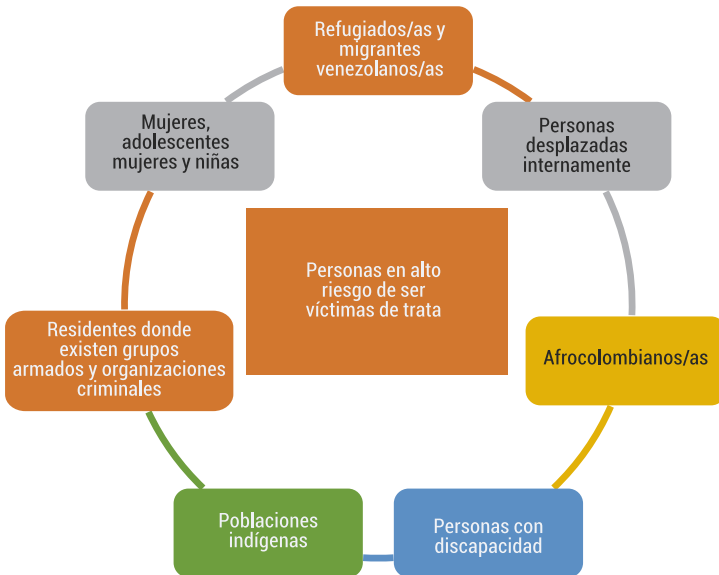 Refugiados/as y
migrantes
venezolanos/as
Mujeres,
adolescentes
mujeres y niñas
Personas
desplazadas
internamente
Personas en alto
riesgo de ser
víctimas de trata
Residentes donde
existen grupos
armados y organizaciones
criminales
Afrocolombianos/as
Poblaciones
indígenas
Personas con
discapacidad